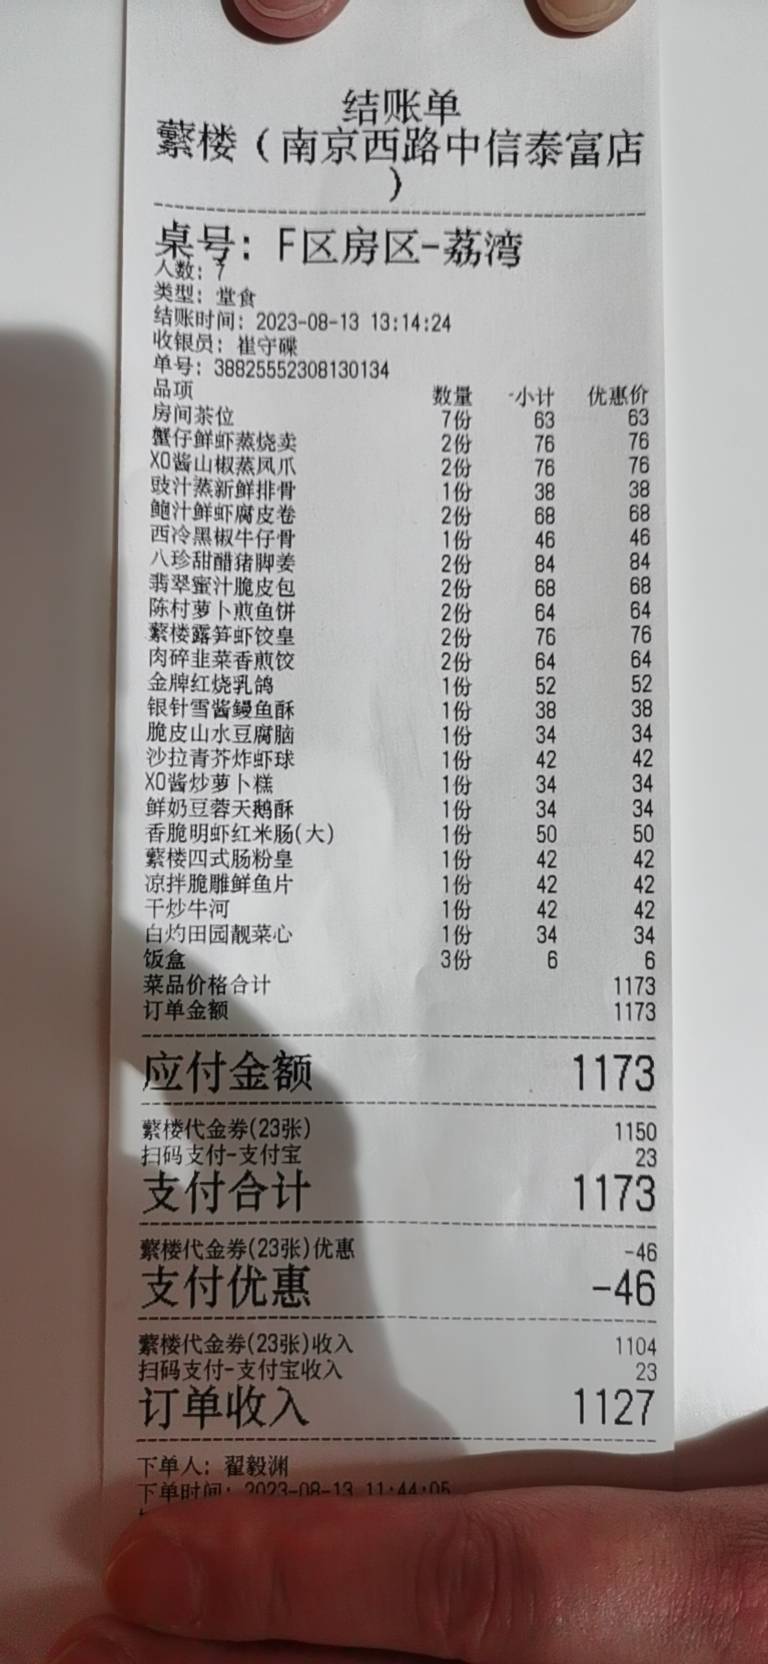 结账单
蘩楼（南京西路中信泰富店
）
桌号: F区房区-荔湾
人数: 7
类型: 堂食
结账时间: 2023-08-13 13:14:24
收银员: 崔守碟
单号: 38825552308130134
品项 数量 小计 优惠价
房间茶位 7份 63 63
蟹仔鲜虾蒸烧卖 2份 76 76
XO酱山椒蒸凤爪 2份 76 76
豉汁蒸新鲜排骨 1份 38 38
鲍汁鲜虾腐皮卷 2份 68 68
西冷黑椒牛仔骨 1份 46 46
八珍甜醋猪脚姜 2份 84 84
翡翠蜜汁脆皮包 2份 68 68
陈村萝卜煎鱼饼 2份 64 64
蘩楼露笋虾饺皇 2份 76 76
肉碎韭菜香煎饺 2份 64 64
金牌红烧乳鸽 1份 52 52
银针雪酱鳗鱼酥 1份 38 38
脆皮山水豆腐脑 1份 34 34
沙拉青芥炸虾球 1份 42 42
XO酱炒萝卜糕 1份 34 34
鲜奶豆蓉天鹅酥 1份 34 34
香脆明虾红米肠(大) 1份 50 50
蘩楼四式肠粉皇 1份 42 42
凉拌脆雕鲜鱼片 1份 42 42
干炒牛河 1份 42 42
白灼田园靓菜心 1份 34 34
饭盒 3份 6 6
菜品价格合计 1173
订单金额 1173
应付金额 1173
蘩楼代金券(23张) 1150
扫码支付-支付宝 23
支付合计 1173
蘩楼代金券(23张)优惠 -46
支付优惠 -46
蘩楼代金券(23张)收入 1104
扫码支付-支付宝收入 23
订单收入 1127
下单人: 翟毅渊
下单时间: 2023-08-13 11:44:05